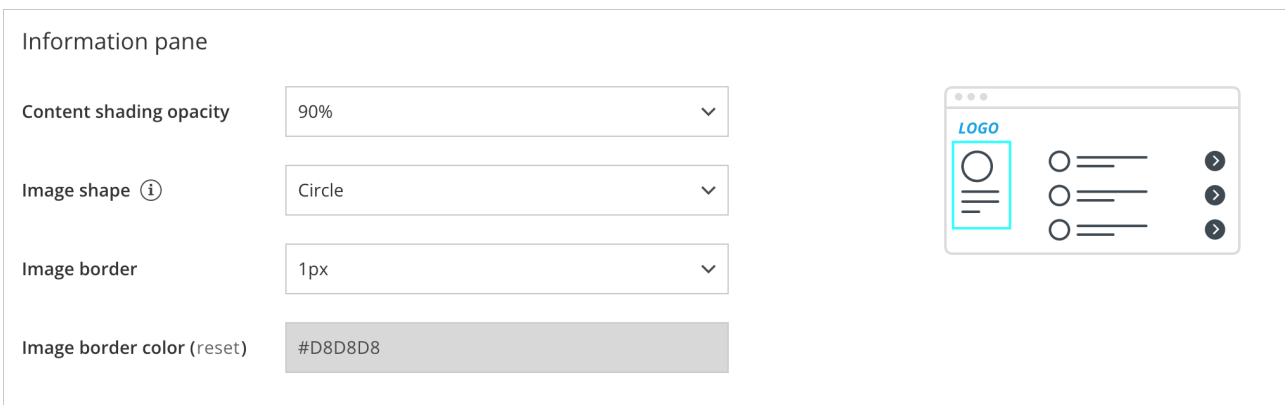 Information pane
Content shading opacity 90%
LOGO
Image shape i Circle
Image border 1px
Image border color (reset) #D8D8D8